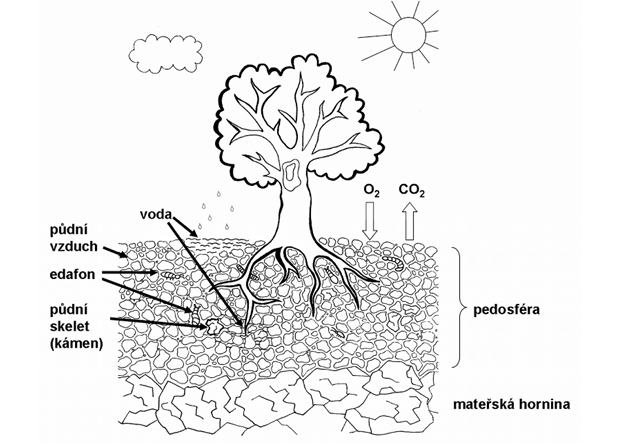 O₂ CO₂
voda
půdní
vzduch
edafon
půdní
skelet
(kámen)
pedosféra
mateřská hornina